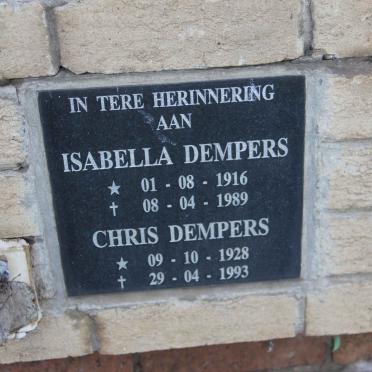 IN TERE HERINNERING
AAN
ISABELLA DEMPERS
★ 01 - 08 - 1916
✝ 08 - 04 - 1989
CHRIS DEMPERS
★ 09 - 10 - 1928
✝ 29 - 04 - 1993